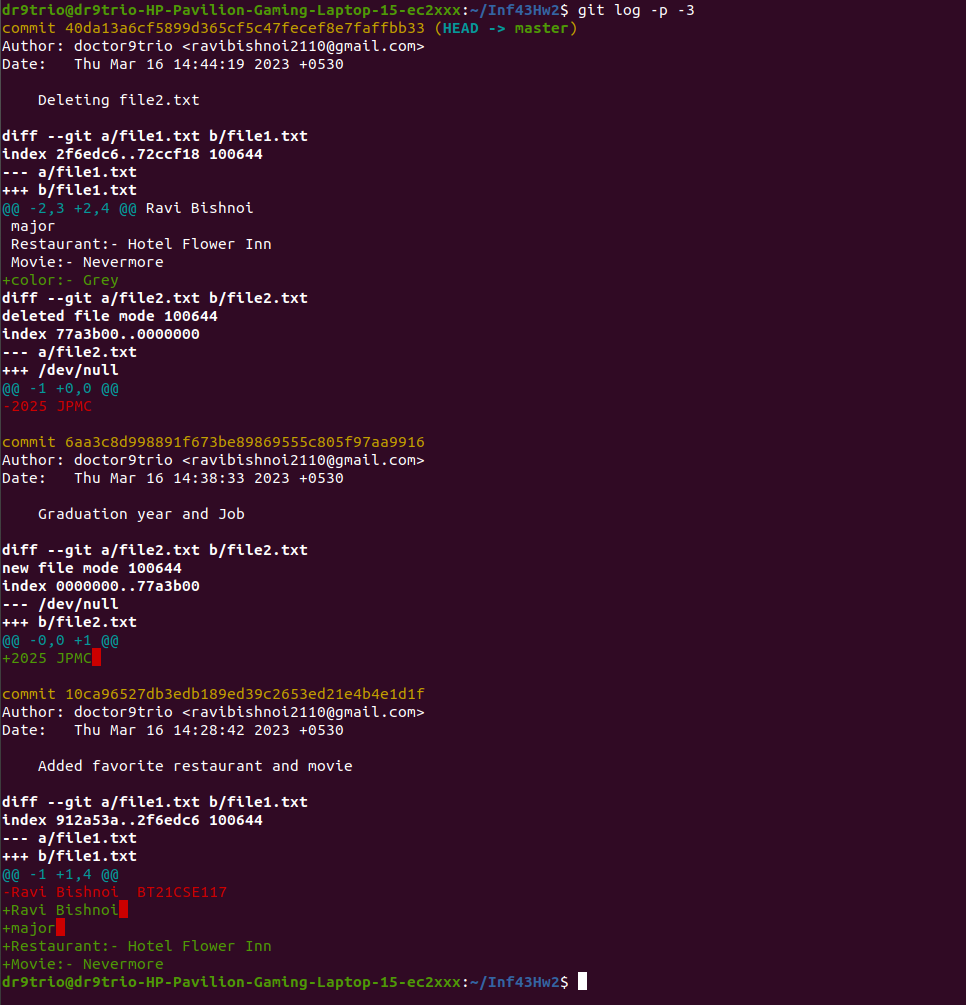 dr9trio@dr9trio-HP-Pavilion-Gaming-Laptop-15-ec2xxx:~/Inf43Hw2$ git log -p -3
commit 40da13a6cf5899d365cf5c47fecef8e7faffbb33 (HEAD -> master)
Author: doctor9trio <ravibishnoi2110@gmail.com>
Date:   Thu Mar 16 14:44:19 2023 +0530

    Deleting file2.txt

diff --git a/file1.txt b/file1.txt
index 2f6edc6..72ccf18 100644
--- a/file1.txt
+++ b/file1.txt
@@ -2,3 +2,4 @@ Ravi Bishnoi
 major
 Restaurant:- Hotel Flower Inn
 Movie:- Nevermore
+color:- Grey
diff --git a/file2.txt b/file2.txt
deleted file mode 100644
index 77a3b00..0000000
--- a/file2.txt
+++ /dev/null
@@ -1 +0,0 @@
-2025 JPMC

commit 6aa3c8d998891f673be89869555c805f97aa9916
Author: doctor9trio <ravibishnoi2110@gmail.com>
Date:   Thu Mar 16 14:38:33 2023 +0530

    Graduation year and Job

diff --git a/file2.txt b/file2.txt
new file mode 100644
index 0000000..77a3b00
--- /dev/null
+++ b/file2.txt
@@ -0,0 +1 @@
+2025 JPMC

commit 10ca96527db3edb189ed39c2653ed21e4b4e1d1f
Author: doctor9trio <ravibishnoi2110@gmail.com>
Date:   Thu Mar 16 14:28:42 2023 +0530

    Added favorite restaurant and movie

diff --git a/file1.txt b/file1.txt
index 912a53a..2f6edc6 100644
--- a/file1.txt
+++ b/file1.txt
@@ -1 +1,4 @@
-Ravi Bishnoi  BT21CSE117
+Ravi Bishnoi
+major
+Restaurant:- Hotel Flower Inn
+Movie:- Nevermore
dr9trio@dr9trio-HP-Pavilion-Gaming-Laptop-15-ec2xxx:~/Inf43Hw2$